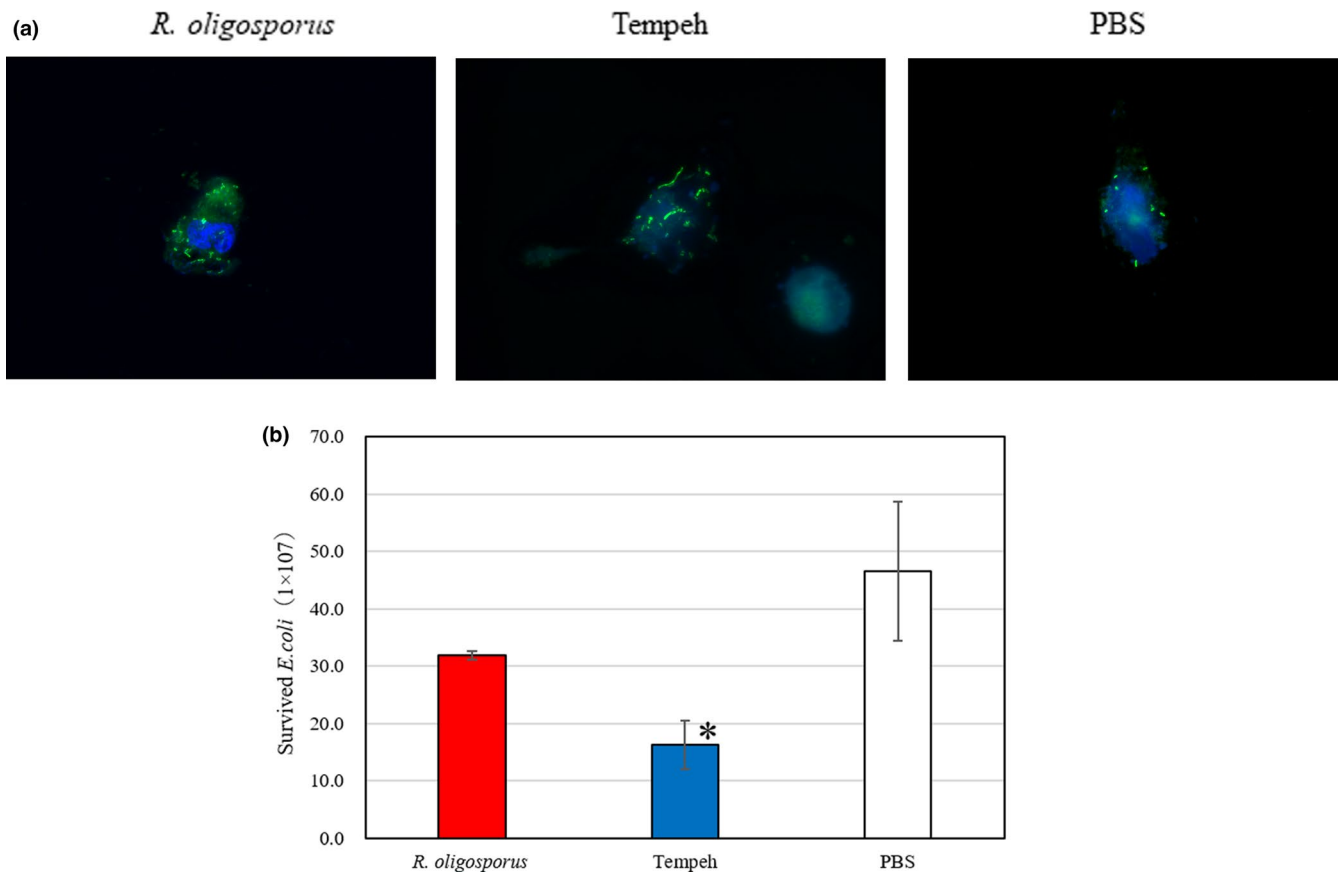 (a)
R. oligosporus
Tempeh
PBS
(b)
70.0
60.0
50.0
40.0
30.0
20.0
10.0
0.0
Survived E.coli（1×107）
*
R. oligosporus
Tempeh
PBS